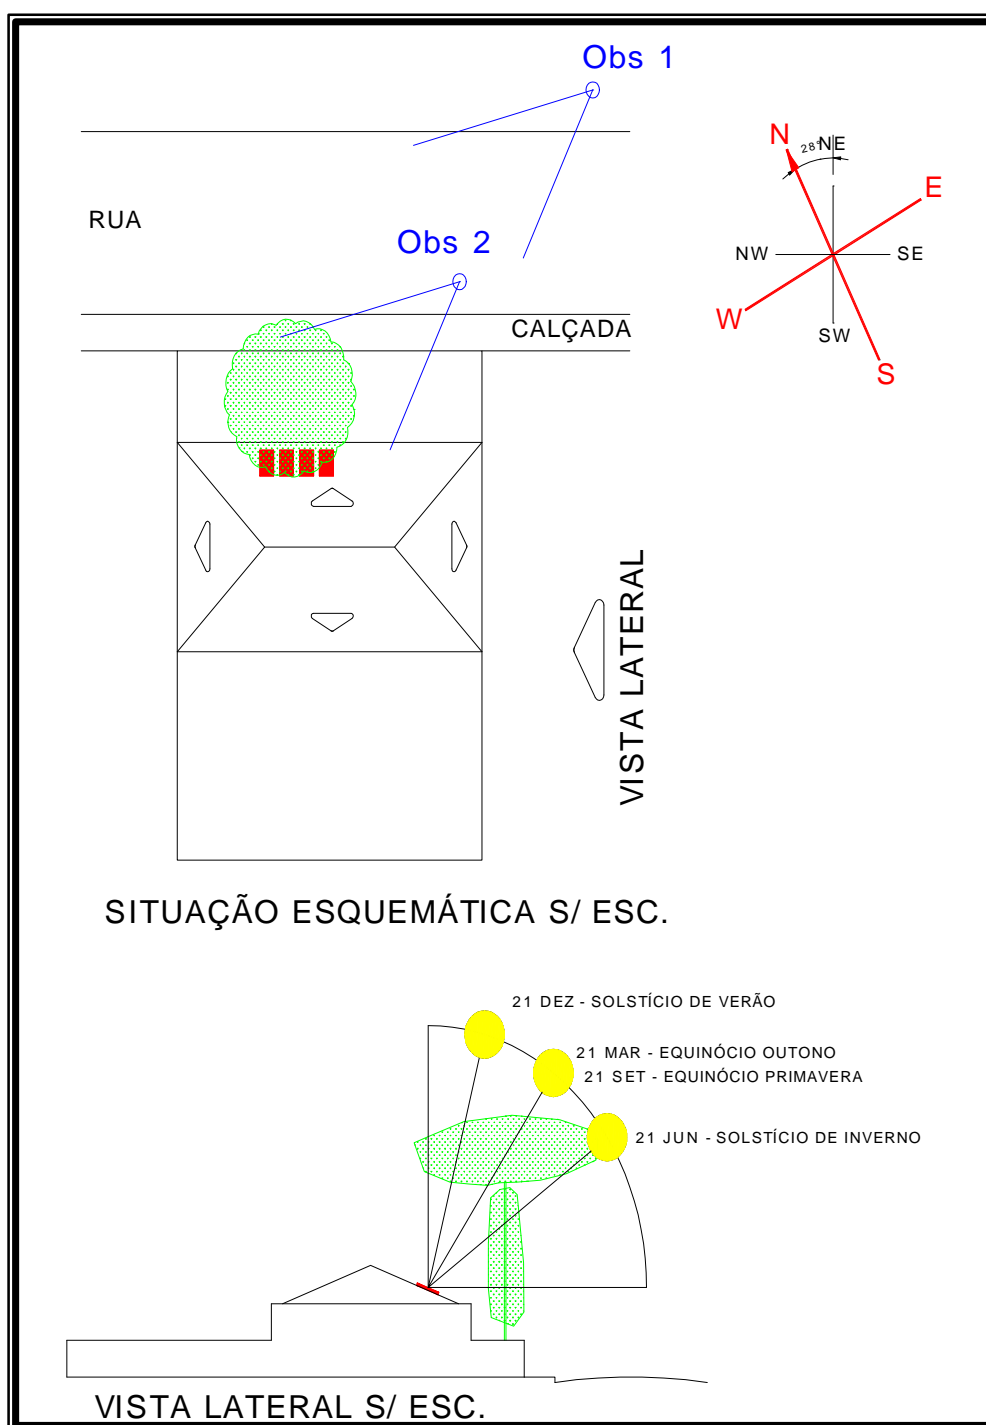 Obs 1
N
28°
NE
E
RUA
Obs 2
NW
SE
W
CALÇADA
SW
S
VISTA LATERAL
SITUAÇÃO ESQUEMÁTICA S/ ESC.
21 DEZ - SOLSTÍCIO DE VERÃO
21 MAR - EQUINÓCIO OUTONO
21 SET - EQUINÓCIO PRIMAVERA
21 JUN - SOLSTÍCIO DE INVERNO
VISTA LATERAL S/ ESC.